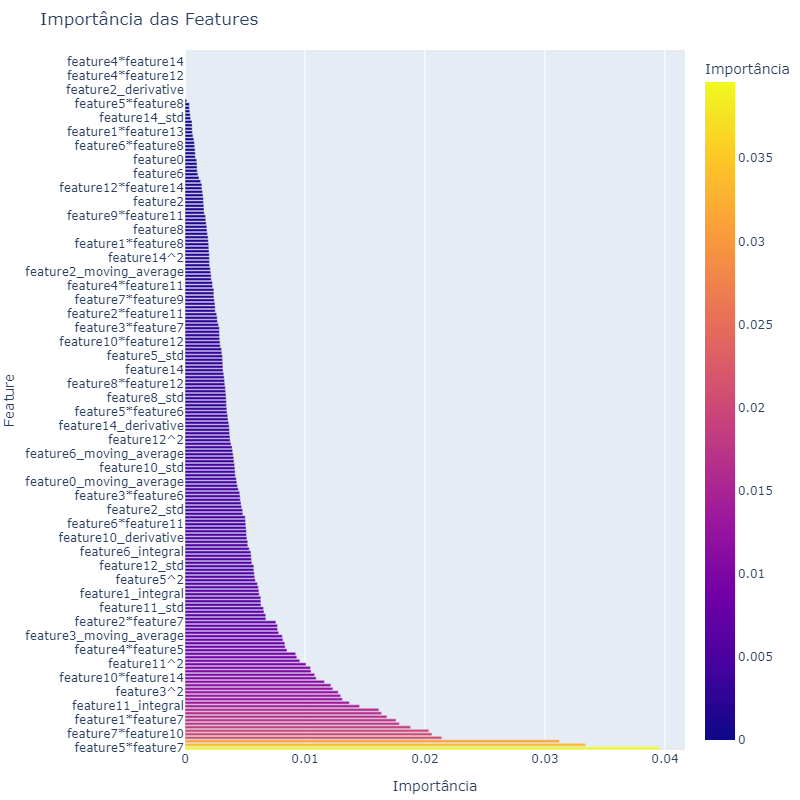 Importância das Features
feature4*feature14
feature4*feature12
feature2_derivative
feature5*feature8
feature14_std
feature1*feature13
feature6*feature8
feature0
feature6
feature12*feature14
feature2
feature9*feature11
feature8
feature1*feature8
feature14^2
feature2_moving_average
feature4*feature11
feature7*feature9
feature2*feature11
feature3*feature7
feature10*feature12
feature5_std
feature14
feature8*feature12
feature8_std
feature5*feature6
feature14_derivative
feature12^2
feature6_moving_average
feature10_std
feature0_moving_average
feature3*feature6
feature2_std
feature6*feature11
feature10_derivative
feature6_integral
feature12_std
feature5^2
feature1_integral
feature11_std
feature2*feature7
feature3_moving_average
feature4*feature5
feature11^2
feature10*feature14
feature3^2
feature11_integral
feature1*feature7
feature7*feature10
feature5*feature7
Feature
0 0.01 0.02 0.03 0.04
Importância
Importância
0.035
0.03
0.025
0.02
0.015
0.01
0.005
0